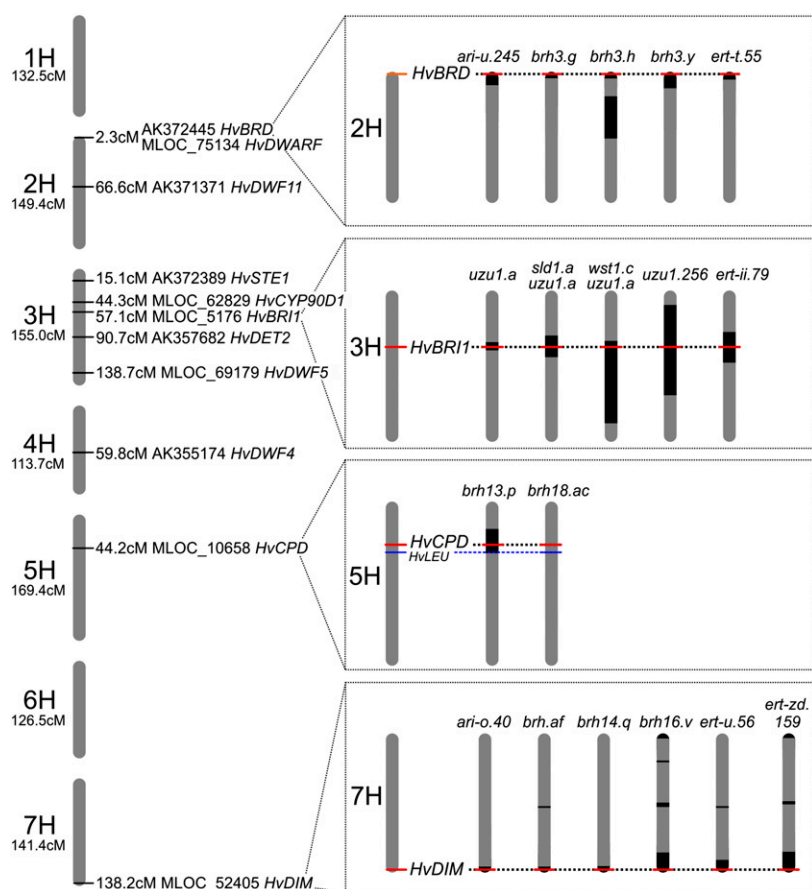 1H
132.5cM
2.3cM
AK372445 HvBRD
MLOC_75134 HvDWARF
2H
149.4cM
66.6cM AK371371 HvDWF11
15.1cM AK372389 HvSTE1
44.3cM MLOC_62829 HvCYP90D1
3H
155.0cM
57.1cM MLOC_5176 HvBRI1
90.7cM AK357682 HvDET2
138.7cM MLOC_69179 HvDWF5
4H
113.7cM
59.8cM AK355174 HvDWF4
44.2cM MLOC_10658 HvCPD
5H
169.4cM
6H
126.5cM
7H
141.4cM
138.2cM MLOC_52405 HvDIM
ari-u.245 brh3.g brh3.h brh3.y ert-t.55
HvBRD
2H
uzu1.a
sld1.a
uzu1.a
wst1.c
uzu1.a
uzu1.256
ert-ii.79
3H
HvBRI1
brh13.p brh18.ac
HvCPD
HvLEU
5H
ari-o.40 brh.af brh14.q brh16.v ert-u.56
ert-zd.
159
7H
HvDIM